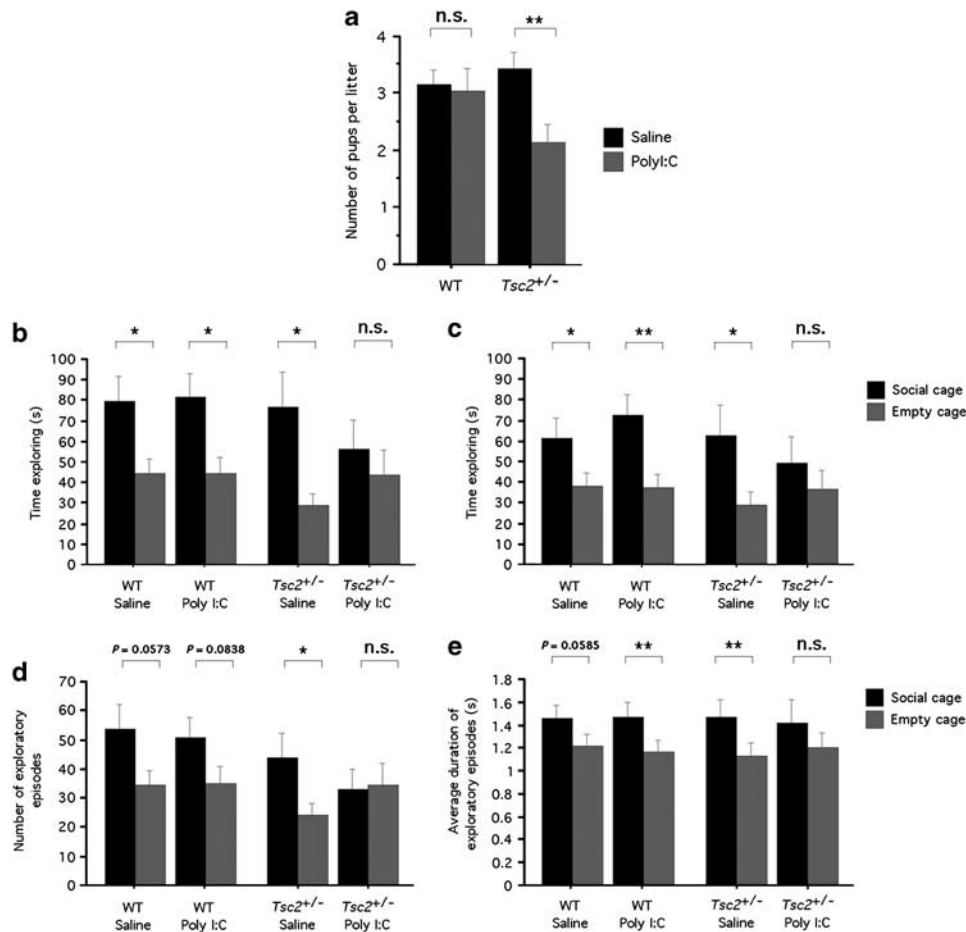 a
n.s.
**
Number of pups per litter
4
3
2
1
0
WT
Tsc2+/-
Saline
PolyI:C
b
*
*
*
n.s.
Time exploring (s)
100
90
80
70
60
50
40
30
20
10
0
WT
Saline
WT
Poly I:C
Tsc2+/-
Saline
Tsc2+/-
Poly I:C
c
*
**
*
n.s.
Time exploring (s)
100
90
80
70
60
50
40
30
20
10
0
WT
Saline
WT
Poly I:C
Tsc2+/-
Saline
Tsc2+/-
Poly I:C
Social cage
Empty cage
d
P = 0.0573
P = 0.0838
*
n.s.
Number of exploratory
episodes
70
60
50
40
30
20
10
0
WT
Saline
WT
Poly I:C
Tsc2+/-
Saline
Tsc2+/-
Poly I:C
e
P = 0.0585
**
**
n.s.
Average duration of
exploratory episodes (s)
1.8
1.6
1.4
1.2
1
0.8
0.6
0.4
0.2
0
WT
Saline
WT
Poly I:C
Tsc2+/-
Saline
Tsc2+/-
Poly I:C
Social cage
Empty cage